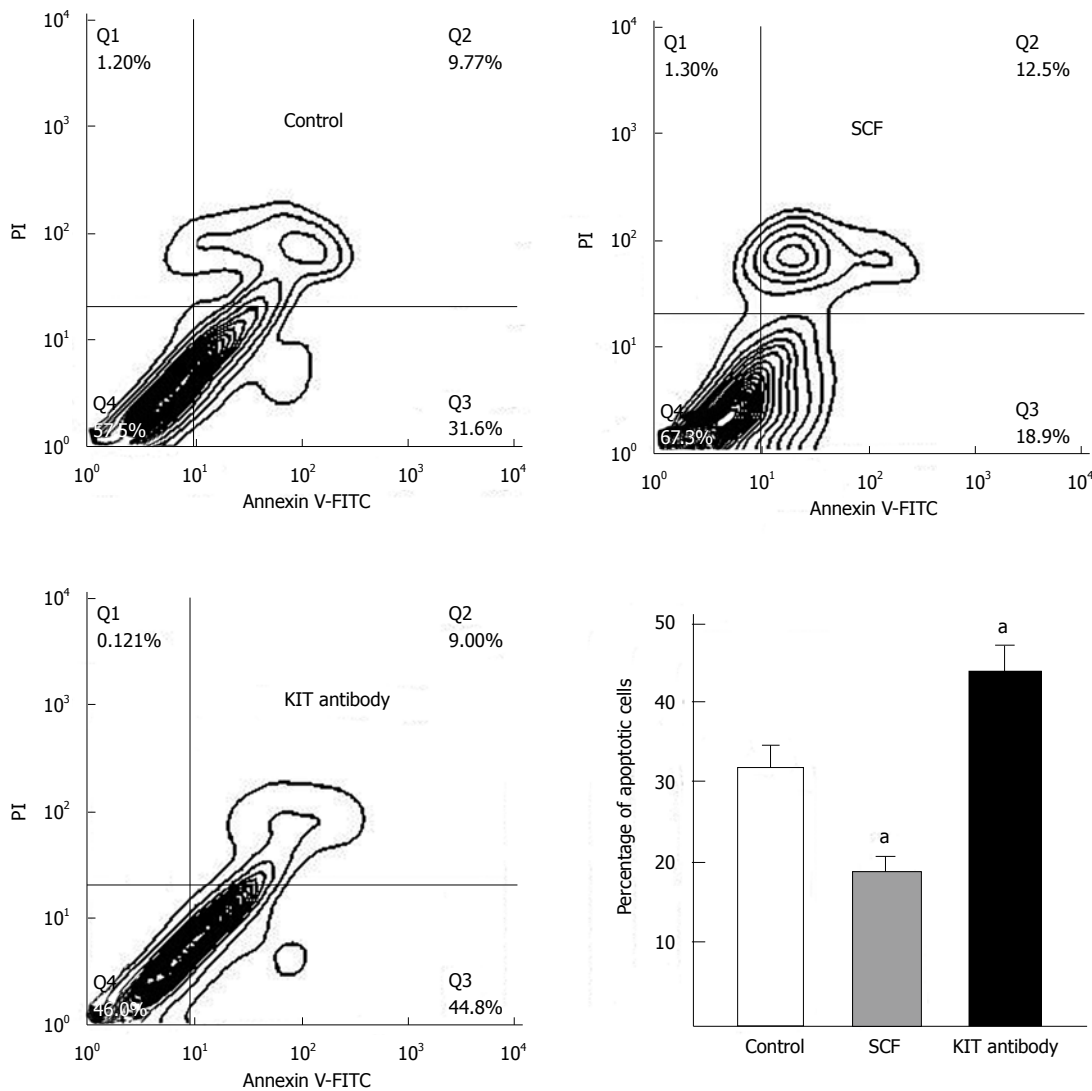 10^4
Q1
1.20%
Q2
9.77%
Control
10^3
PI
10^2
10^1
Q4
57.5%
Q3
31.6%
10^0
10^0 10^1 10^2 10^3 10^4
Annexin V-FITC
10^4
Q1
1.30%
Q2
12.5%
SCF
10^3
PI
10^2
10^1
Q4
67.3%
Q3
18.9%
10^0
10^0 10^1 10^2 10^3 10^4
Annexin V-FITC
10^4
Q1
0.121%
Q2
9.00%
KIT antibody
10^3
PI
10^2
10^1
Q4
46.0%
Q3
44.8%
10^0
10^0 10^1 10^2 10^3 10^4
Annexin V-FITC
Percentage of apoptotic cells
50
40
30
20
10
a
a
Control SCF KIT antibody